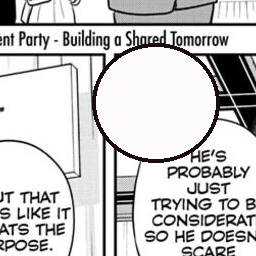 ent Party - Building a Shared Tomorrow
HE'S
PROBABLY
JUST
TRYING TO B
CONSIDERAT
SO HE DOESN
SCARE
UT THAT
S LIKE IT
ATS THE
RPOSE.